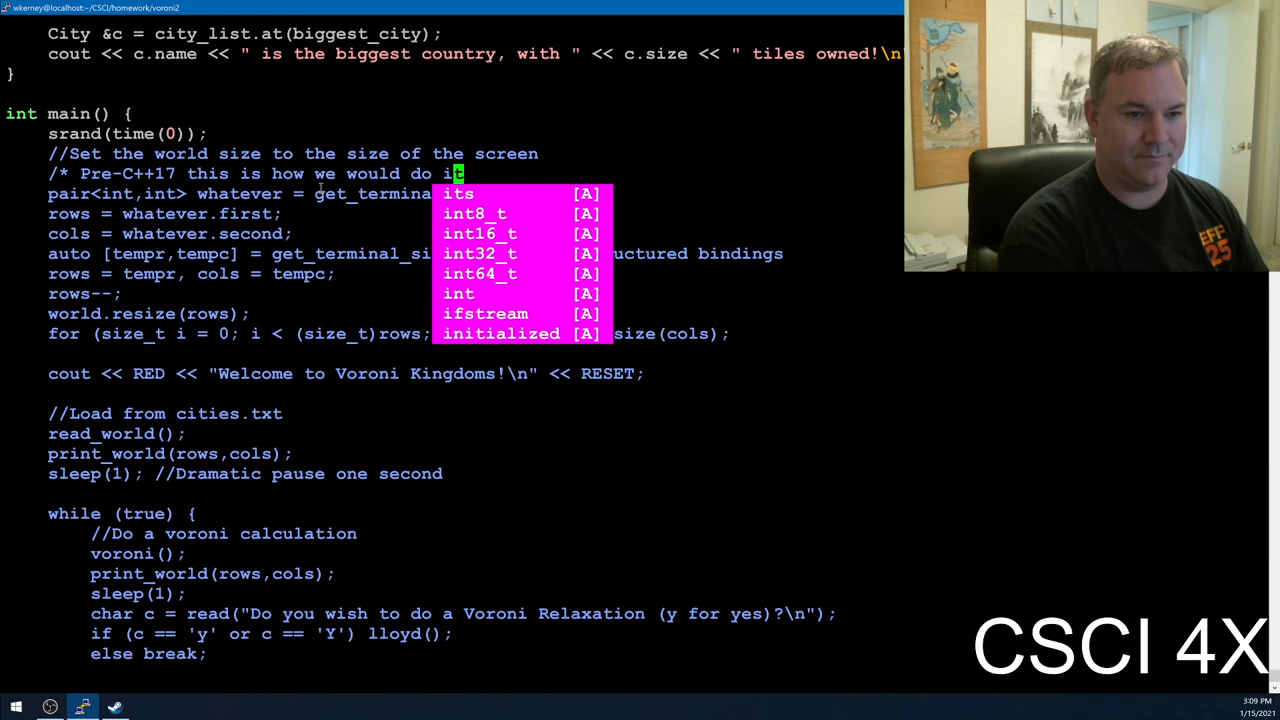 wkerney@localhost:~/CSCI/homework/voroni2
City &c = city_list.at(biggest_city);
cout << c.name << " is the biggest country, with " << c.size << " tiles owned!\n"
}
int main() {
srand(time(0));
//Set the world size to the size of the screen
/* Pre-C++17 this is how we would do it
pair<int,int> whatever = get_termina
its [A]
rows = whatever.first;
int8_t [A]
cols = whatever.second;
int16_t [A]
auto [tempr,tempc] = get_terminal_si
int32_t [A]
uctured bindings
rows = tempr, cols = tempc;
int64_t [A]
rows--;
int [A]
world.resize(rows);
ifstream [A]
for (size_t i = 0; i < (size_t)rows;
initialized [A]
size(cols);
cout << RED << "Welcome to Voroni Kingdoms!\n" << RESET;
//Load from cities.txt
read_world();
print_world(rows,cols);
sleep(1); //Dramatic pause one second
while (true) {
//Do a voroni calculation
voroni();
print_world(rows,cols);
sleep(1);
char c = read("Do you wish to do a Voroni Relaxation (y for yes)?\n");
if (c == 'y' or c == 'Y') lloyd();
else break;
EFF
25
CSCI 4X
3:09 PM
1/15/2021